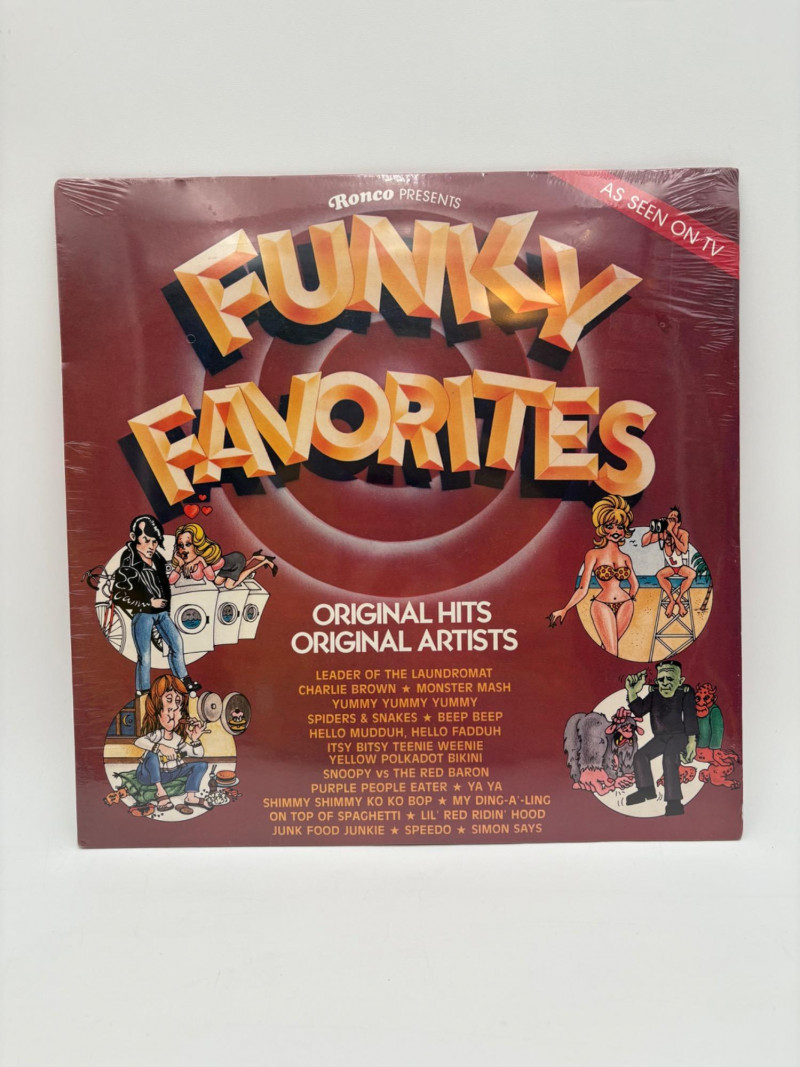 Ronco PRESENTS
AS SEEN ON TV
FUNKY
FAVORITES
ORIGINAL HITS
ORIGINAL ARTISTS
LEADER OF THE LAUNDROMAT
CHARLIE BROWN ★ MONSTER MASH
YUMMY YUMMY YUMMY
SPIDERS & SNAKES ★ BEEP BEEP
HELLO MUDDUH, HELLO FADDUH
ITSY BITSY TEENIE WEENIE
YELLOW POLKADOT BIKINI
SNOOPY vs THE RED BARON
PURPLE PEOPLE EATER ★ YA YA
SHIMMY SHIMMY KO KO BOP ★ MY DING-A'-LING
ON TOP OF SPAGHETTI ★ LIL' RED RIDIN' HOOD
JUNK FOOD JUNKIE ★ SPEEDO ★ SIMON SAYS